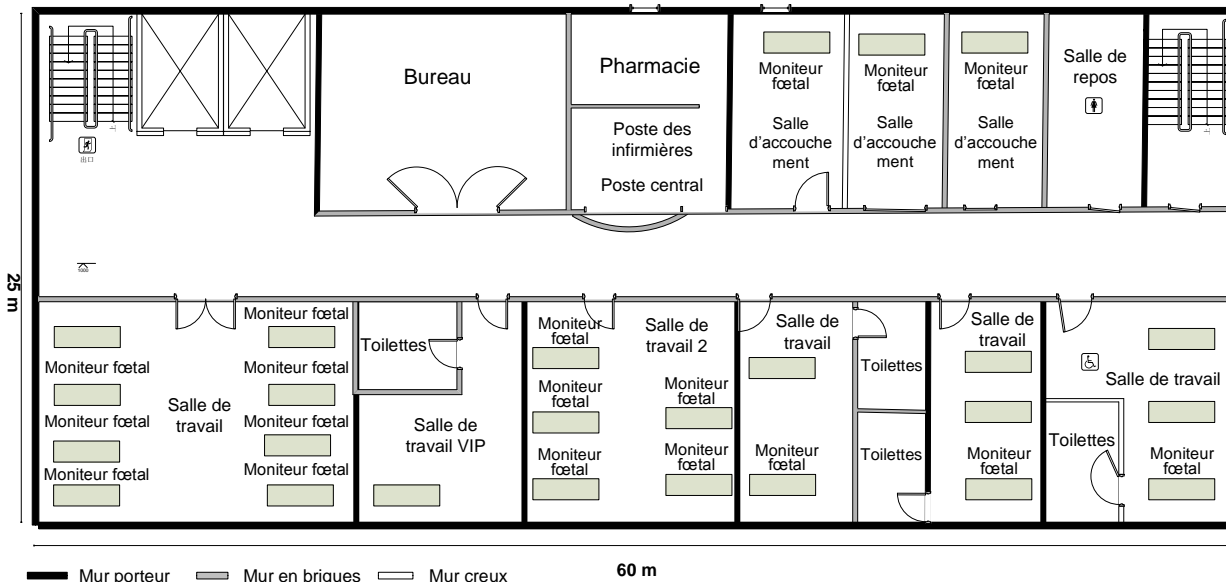 Bureau
Pharmacie
Poste des
infirmières
Poste central
Moniteur
fœtal
Salle
d'accouche
ment
Moniteur
fœtal
Salle
d'accouche
ment
Moniteur
fœtal
Salle
d'accouche
ment
Salle de
repos
出口
25 m
Moniteur fœtal
Moniteur fœtal
Moniteur fœtal
Salle de
travail
Moniteur fœtal
Moniteur fœtal
Moniteur fœtal
Moniteur fœtal
Toilettes
Salle de
travail VIP
Moniteur
fœtal
Moniteur
fœtal
Moniteur
fœtal
Salle de
travail 2
Moniteur
fœtal
Moniteur
fœtal
Salle de
travail
Moniteur
fœtal
Toilettes
Toilettes
Salle de
travail
Moniteur
fœtal
Salle de travail
Toilettes
Moniteur
fœtal
60 m
Mur porteur
Mur en briques
Mur creux